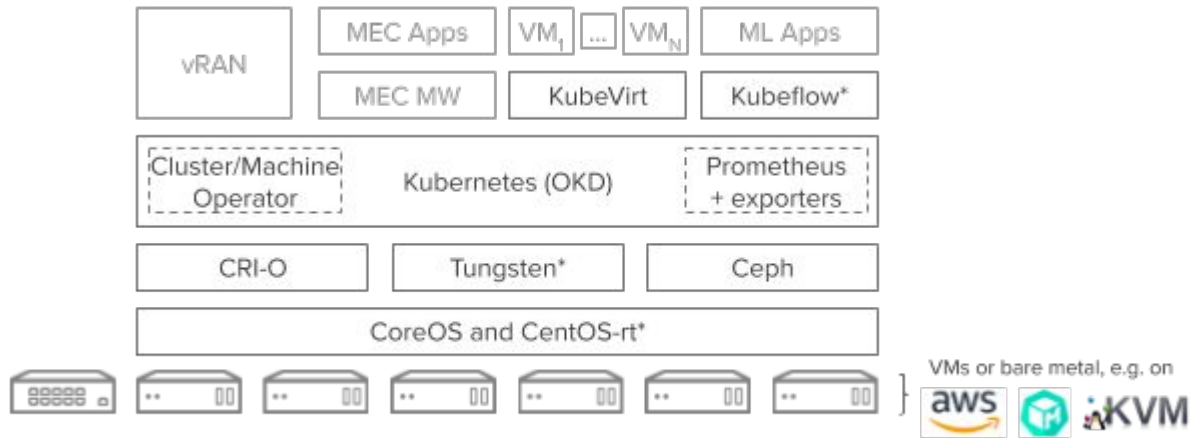 vRAN
MEC Apps
VM1
...
VMN
ML Apps
MEC MW
KubeVirt
Kubeflow*
Cluster/Machine
Operator
Kubernetes (OKD)
Prometheus
+ exporters
CRI-O
Tungsten*
Ceph
CoreOS and CentOS-rt*
VMs or bare metal, e.g. on
aws
KVM